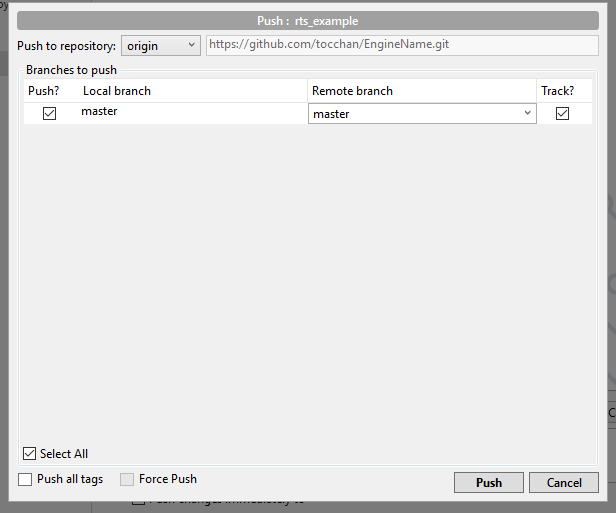 Push : rts_example
Push to repository: origin https://github.com/tocchan/EngineName.git
Branches to push
Push? Local branch Remote branch Track?
master master
Select All
Push all tags Force Push Push Cancel